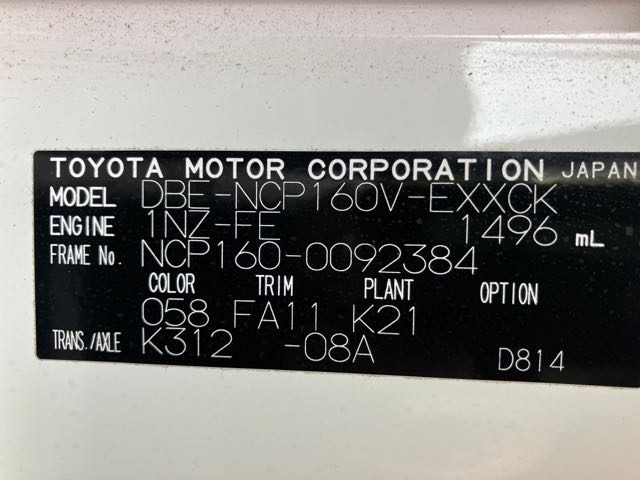 TOYOTA MOTOR CORPORATION JAPAN
MODEL DBE-NCP160V-EXXCK
ENGINE 1NZ-FE 1496 mL
FRAME No. NCP160-0092384
COLOR TRIM PLANT OPTION
058 FA11 K21
TRANS./AXLE K312 -08A D814